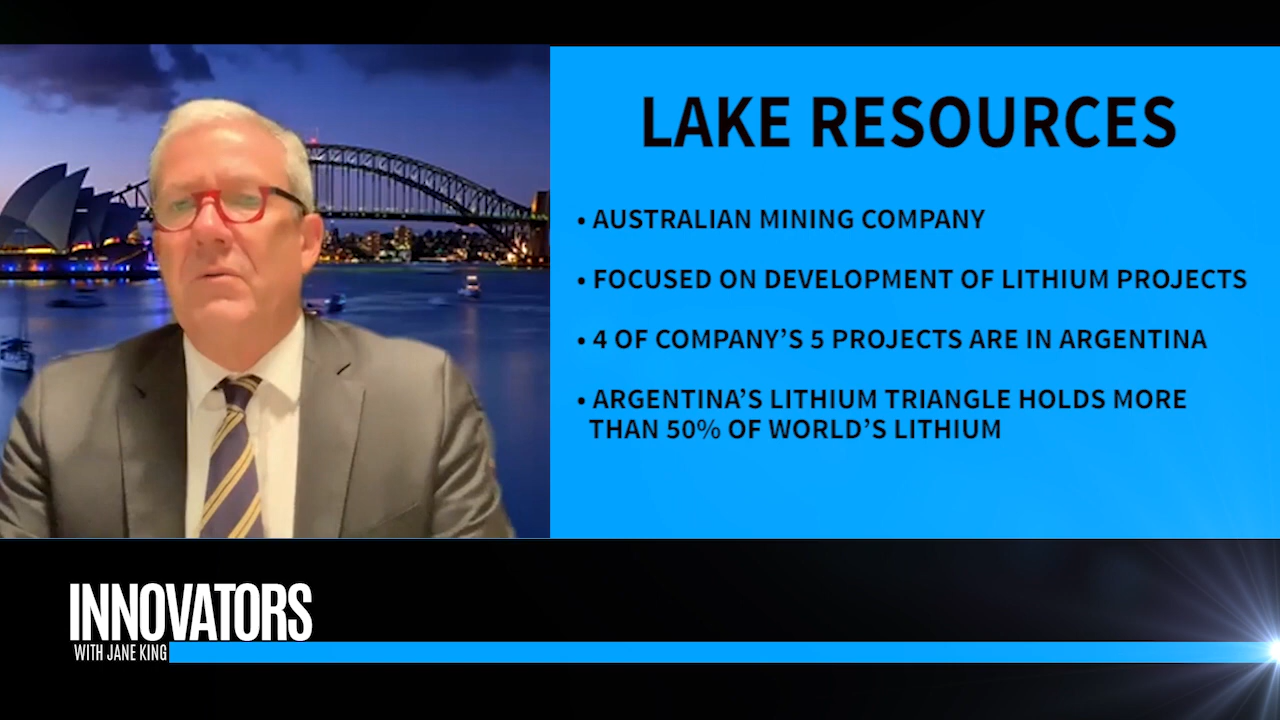 LAKE RESOURCES
• AUSTRALIAN MINING COMPANY
• FOCUSED ON DEVELOPMENT OF LITHIUM PROJECTS
• 4 OF COMPANY’S 5 PROJECTS ARE IN ARGENTINA
• ARGENTINA’S LITHIUM TRIANGLE HOLDS MORE
THAN 50% OF WORLD’S LITHIUM
INNOVATORS
WITH JANE KING